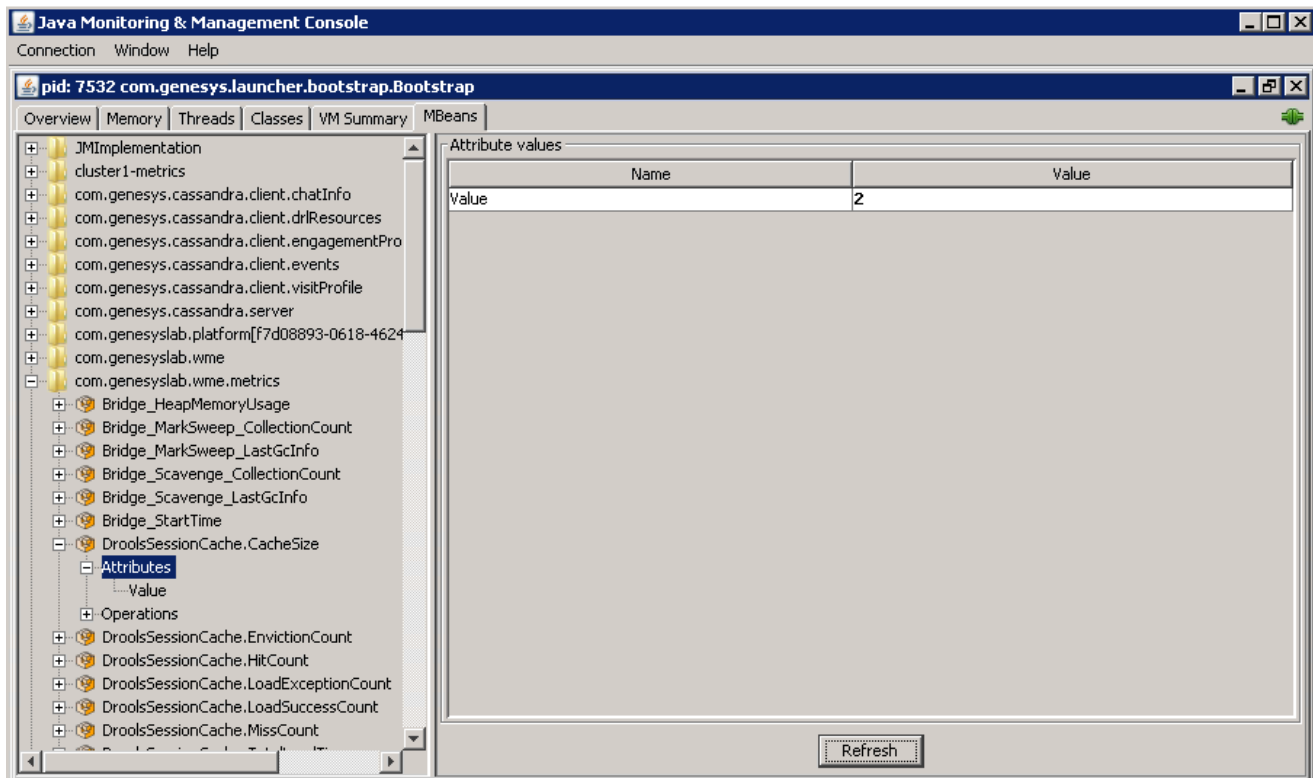 Java Monitoring & Management Console
Connection Window Help
pid: 7532 com.genesys.launcher.bootstrap.Bootstrap
Overview Memory Threads Classes VM Summary MBeans
JMImplementation
cluster1-metrics
com.genesys.cassandra.client.chatInfo
com.genesys.cassandra.client.drlResources
com.genesys.cassandra.client.engagementPro
com.genesys.cassandra.client.events
com.genesys.cassandra.client.visitProfile
com.genesys.cassandra.server
com.genesyslab.platform[f7d08893-0618-4624
com.genesyslab.wme
com.genesyslab.wme.metrics
Bridge_HeapMemoryUsage
Bridge_MarkSweep_CollectionCount
Bridge_MarkSweep_LastGcInfo
Bridge_Scavenge_CollectionCount
Bridge_Scavenge_LastGcInfo
Bridge_StartTime
DroolsSessionCache.CacheSize
Attributes
Value
Operations
DroolsSessionCache.EnvictionCount
DroolsSessionCache.HitCount
DroolsSessionCache.LoadExceptionCount
DroolsSessionCache.LoadSuccessCount
DroolsSessionCache.MissCount
Attribute values
Name Value
Value 2
Refresh